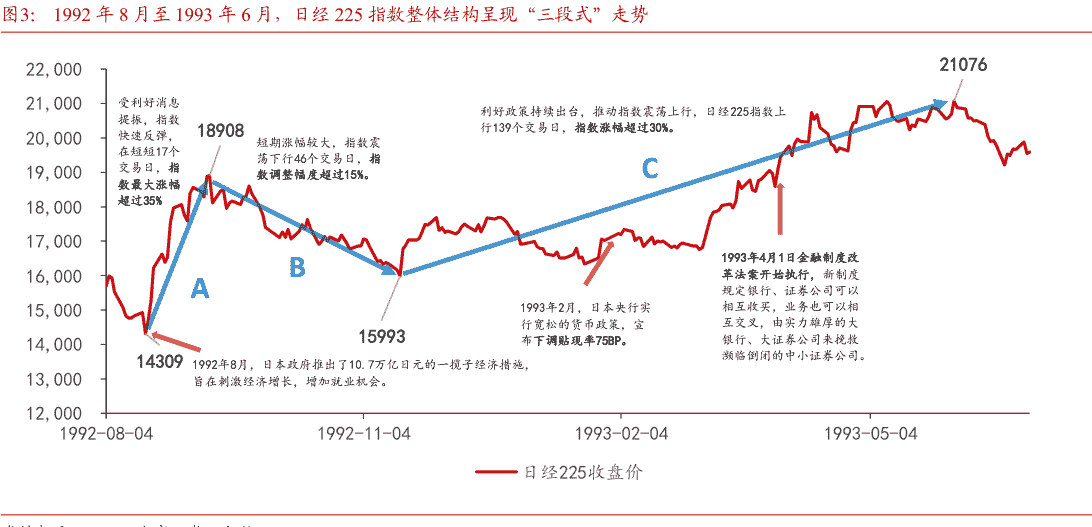 图3： 1992 年 8 月至 1993 年 6 月，日经 225 指数整体结构呈现“三段式”走势
22,000
21,000
20,000
19,000
18,000
17,000
16,000
15,000
14,000
13,000
12,000
受利好消息
提振，指数
快速反弹，
在短短17个
交易日，指
数最大涨幅
超过35%
18908
短期涨幅较大，指数震
荡下行46个交易日，指
数调整幅度超过15%。
利好政策持续出台，推动指数震荡上行，日经225指数上
行139个交易日，指数涨幅超过30%。
21076
A
B
C
14309
15993
1992年8月，日本政府推出了10.7万亿日元的一揽子经济措施，
旨在刺激经济增长，增加就业机会。
1993年2月，日本央行实
行宽松的货币政策，宣
布下调贴现率75BP。
1993年4月1日金融制度改
革法案开始执行，新制度
规定银行、证券公司可以
相互收买，业务也可以相
互交叉，由实力雄厚的大
银行、大证券公司来挽救
濒临倒闭的中小证券公司。
1992-08-04
1992-11-04
1993-02-04
1993-05-04
日经225收盘价